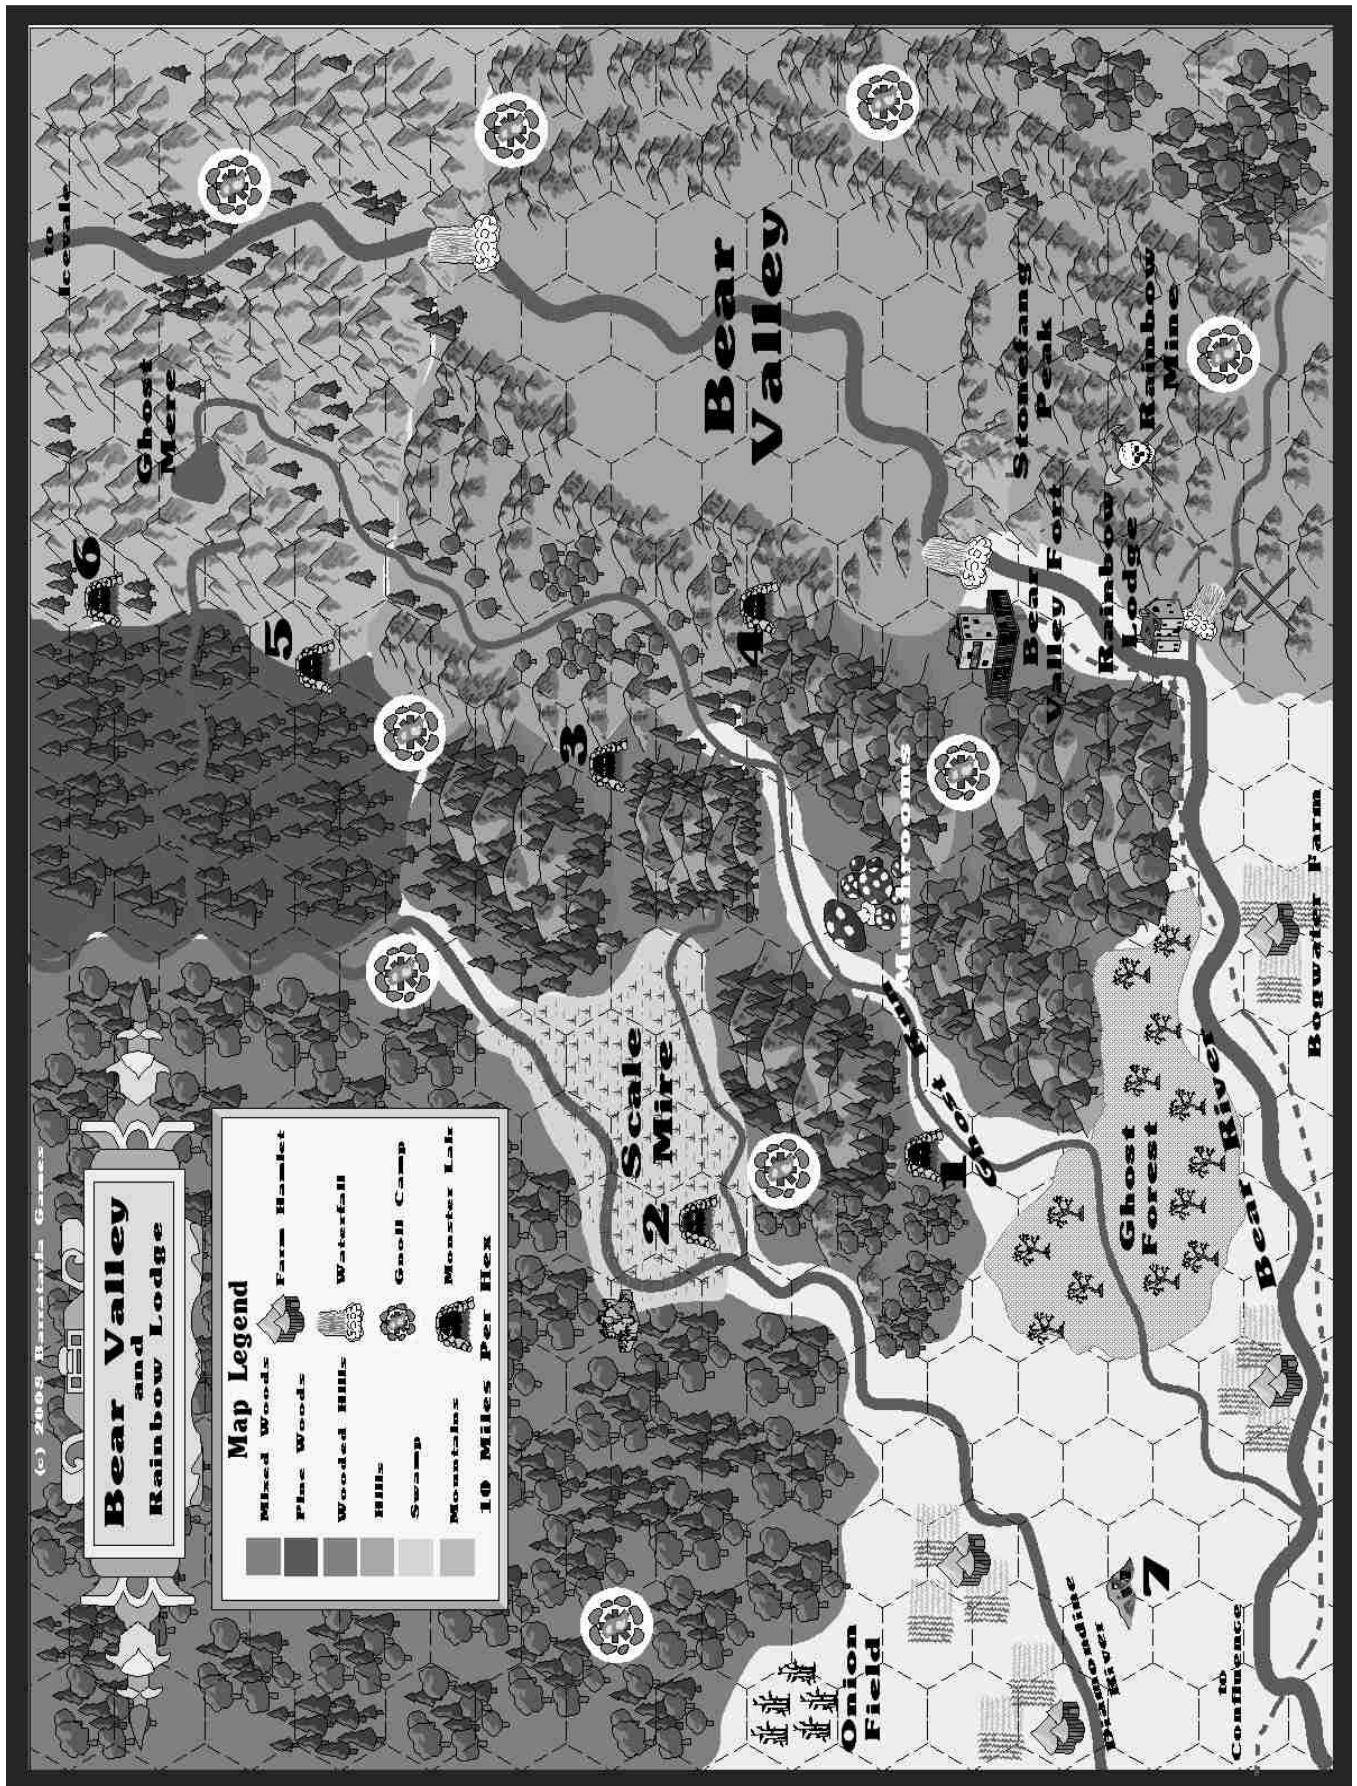 (c) 2008 Banetarla Games
Bear Valley
and
Rainbow Lodge
Map Legend
Mixed Woods
Pine Woods
Wooded Hills
Hills
Swamp
Mountains
Farm Hamlet
Waterfall
Gnoll Camp
Monster Lair
10 Miles Per Hex
to
Icevale
Ghost
Mere
6
5
3
4
2
1
7
Scale
Mire
Bear
Valley
Stonefang
Peak
Rainbow
Mine
Bear
Valley Fort
Rainbow
Lodge
Mushrooms
Ghost Run
Ghost
Forest
Bear River
Bogwater Farm
Onion
Field
Diamondine
River
to
Confluence